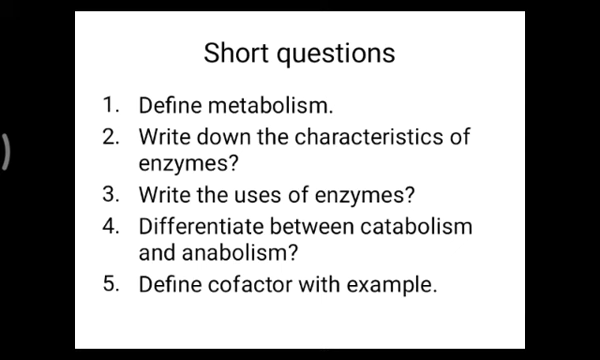 Short questions
1. Define metabolism.
2. Write down the characteristics of
enzymes?
3. Write the uses of enzymes?
4. Differentiate between catabolism
and anabolism?
5. Define cofactor with example.